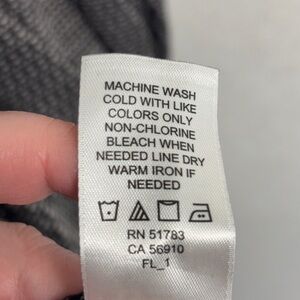 MACHINE WASH
COLD WITH LIKE
COLORS ONLY
NON-CHLORINE
BLEACH WHEN
NEEDED LINE DRY
WARM IRON IF
NEEDED
RN 51783
CA 56910
FL_1